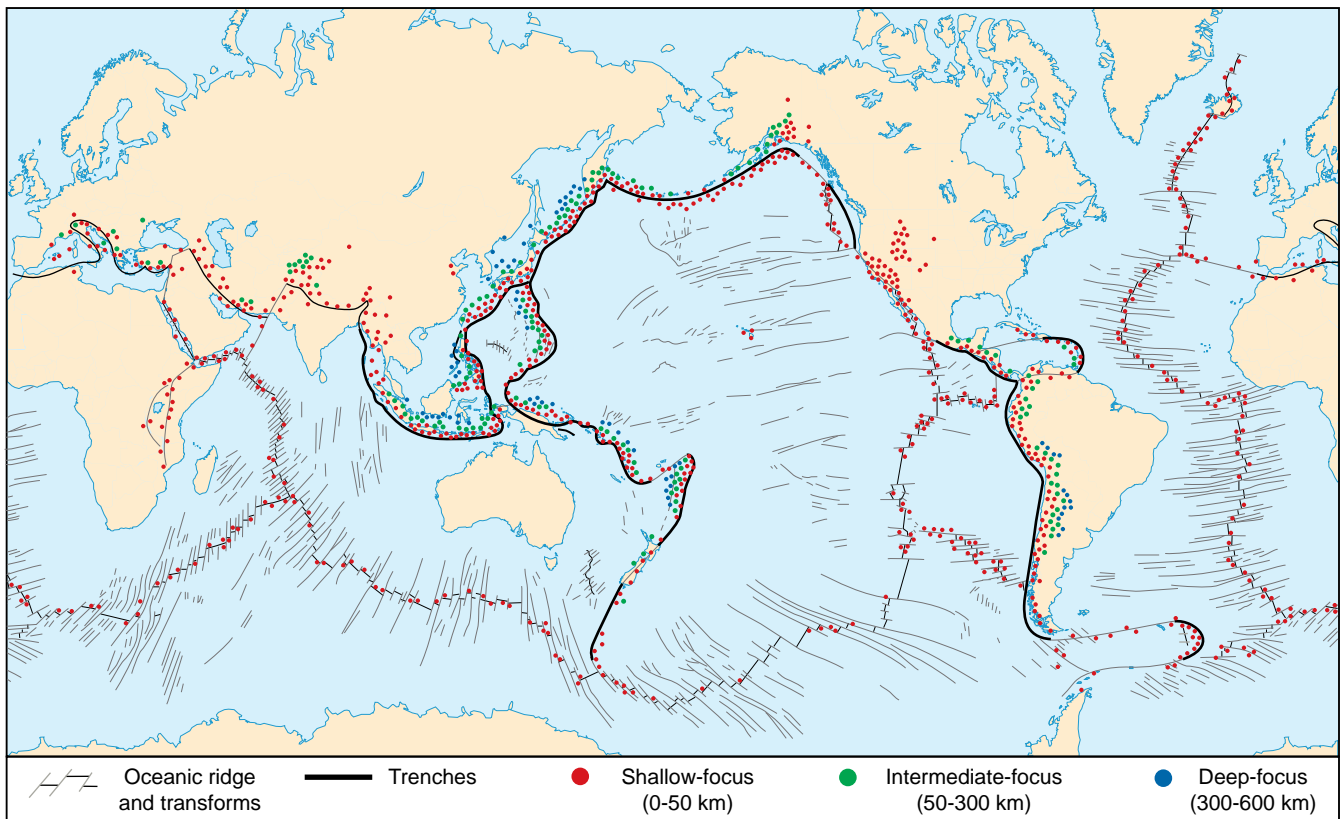 Oceanic ridge
and transforms
Trenches
Shallow-focus
(0-50 km)
Intermediate-focus
(50-300 km)
Deep-focus
(300-600 km)